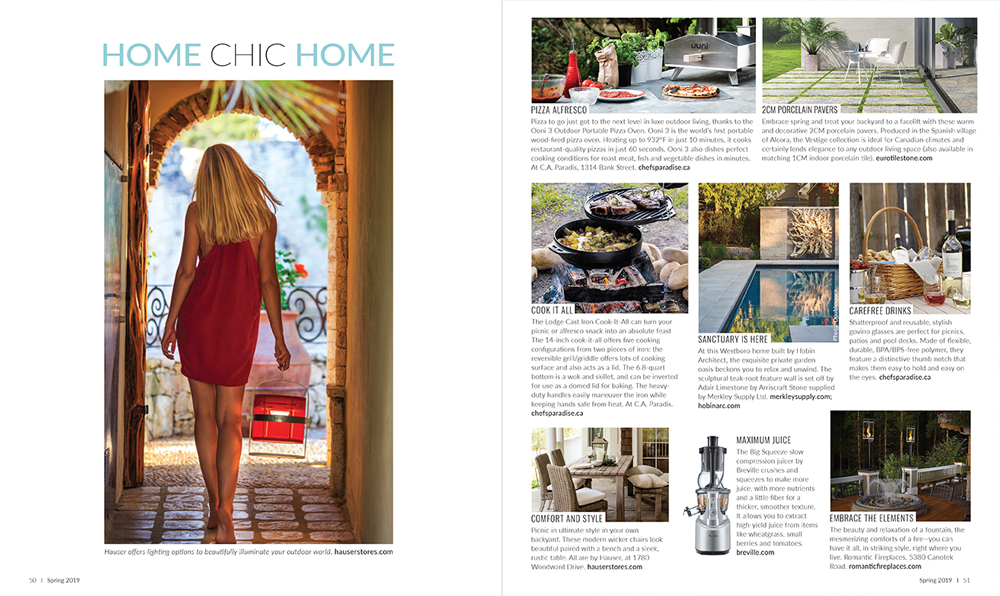 HOME CHIC HOME
Hauser offers lighting options to beautifully illuminate your outdoor world. hauserstores.com
50 I Spring 2019
ooni
PIZZA ALFRESCO
Pizza to go just got to the next level in luxe outdoor living, thanks to the
Ooni 3 Outdoor Portable Pizza Oven. Ooni 3 is the world's first portable
wood-fired pizza oven. Heating up to 932°F in just 10 minutes, it cooks
restaurant-quality pizzas in just 60 seconds. Ooni 3 also dishes perfect
cooking conditions for roast meat, fish and vegetable dishes in minutes.
At C.A. Paradis, 1314 Bank Street. chefsparadise.ca
2CM PORCELAIN PAVERS
Embrace spring and treat your backyard to a facelift with these warm
and decorative 2CM porcelain pavers. Produced in the Spanish village
of Alcora, the Vestige collection is ideal for Canadian climates and
certainly lends elegance to any outdoor living space (also available in
matching 1CM indoor porcelain tile). eurotilestone.com
COOK IT ALL
The Lodge Cast Iron Cook-It-All can turn your
picnic or alfresco snack into an absolute feast
The 14-inch cook-it-all offers five cooking
configurations from two pieces of iron: the
reversible grill/griddle offers lots of cooking
surface and also acts as a lid. The 6.8-quart
bottom is a wok and skillet, and can be inverted
for use as a domed lid for baking. The heavy-
duty handles easily maneuver the iron while
keeping hands safe from heat. At C.A. Paradis.
chefsparadise.ca
SANCTUARY IS HERE
At this Westboro home built by Hobin
Architect, the exquisite private garden
oasis beckons you to relax and unwind. The
sculptural teak-root feature wall is set off by
Adair Limestone by Arriscraft Stone supplied
by Merkley Supply Ltd. merkleysupply.com;
hobinarc.com
CAREFREE DRINKS
Shatterproof and reusable, stylish
govino glasses are perfect for picnics,
patios and pool decks. Made of flexible,
durable, BPA/BPS-free polymer, they
feature a distinctive thumb notch that
makes them easy to hold and easy on
the eyes. chefsparadise.ca
COMFORT AND STYLE
Picnic in ultimate style in your own
backyard. These modern wicker chairs look
beautiful paired with a bench and a sleek,
rustic table. All are by Hauser, at 1780
Woodward Drive. hauserstores.com
MAXIMUM JUICE
The Big Squeeze slow
compression juicer by
Breville crushes and
squeezes to make more
juice, with more nutrients
and a little fiber for a
thicker, smoother texture.
It allows you to extract
high-yield juice from items
like wheatgrass, small
berries and tomatoes.
breville.com
EMBRACE THE ELEMENTS
The beauty and relaxation of a fountain, the
mesmerizing comforts of a fire—you can
have it all, in striking style, right where you
live. Romantic Fireplaces, 5380 Canotek
Road. romanticfireplaces.com
Spring 2019 I 51